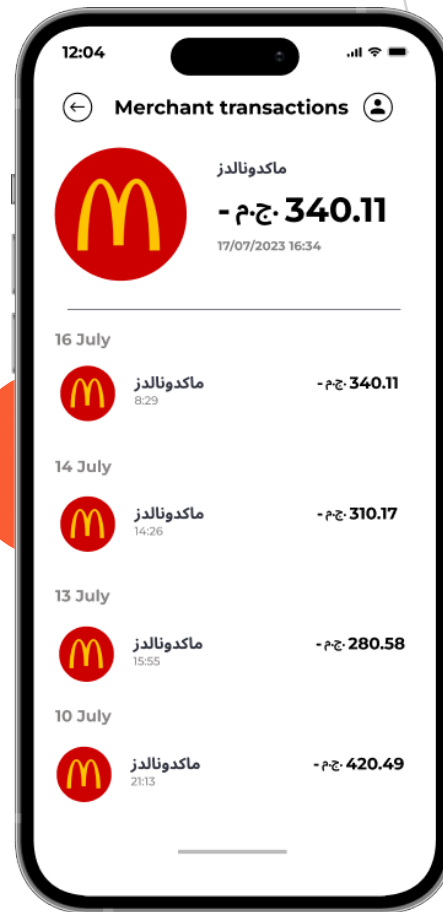 12:04
Merchant transactions
ماكدونالدز
- ج.م. 340.11
17/07/2023 16:34
16 July
ماكدونالدز
- ج.م. 340.11
8:29
14 July
ماكدونالدز
- ج.م. 310.17
14:26
13 July
ماكدونالدز
- ج.م. 280.58
15:55
10 July
ماكدونالدز
- ج.م. 420.49
21:13